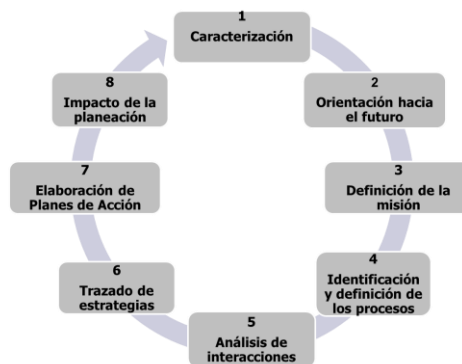 1
Caracterización
2
Orientación hacia
el futuro
3
Definición de la
misión
4
Identificación
y definición de
los procesos
5
Análisis de
interacciones
6
Trazado de
estrategias
7
Elaboración de
Planes de Acción
8
Impacto de la
planeación